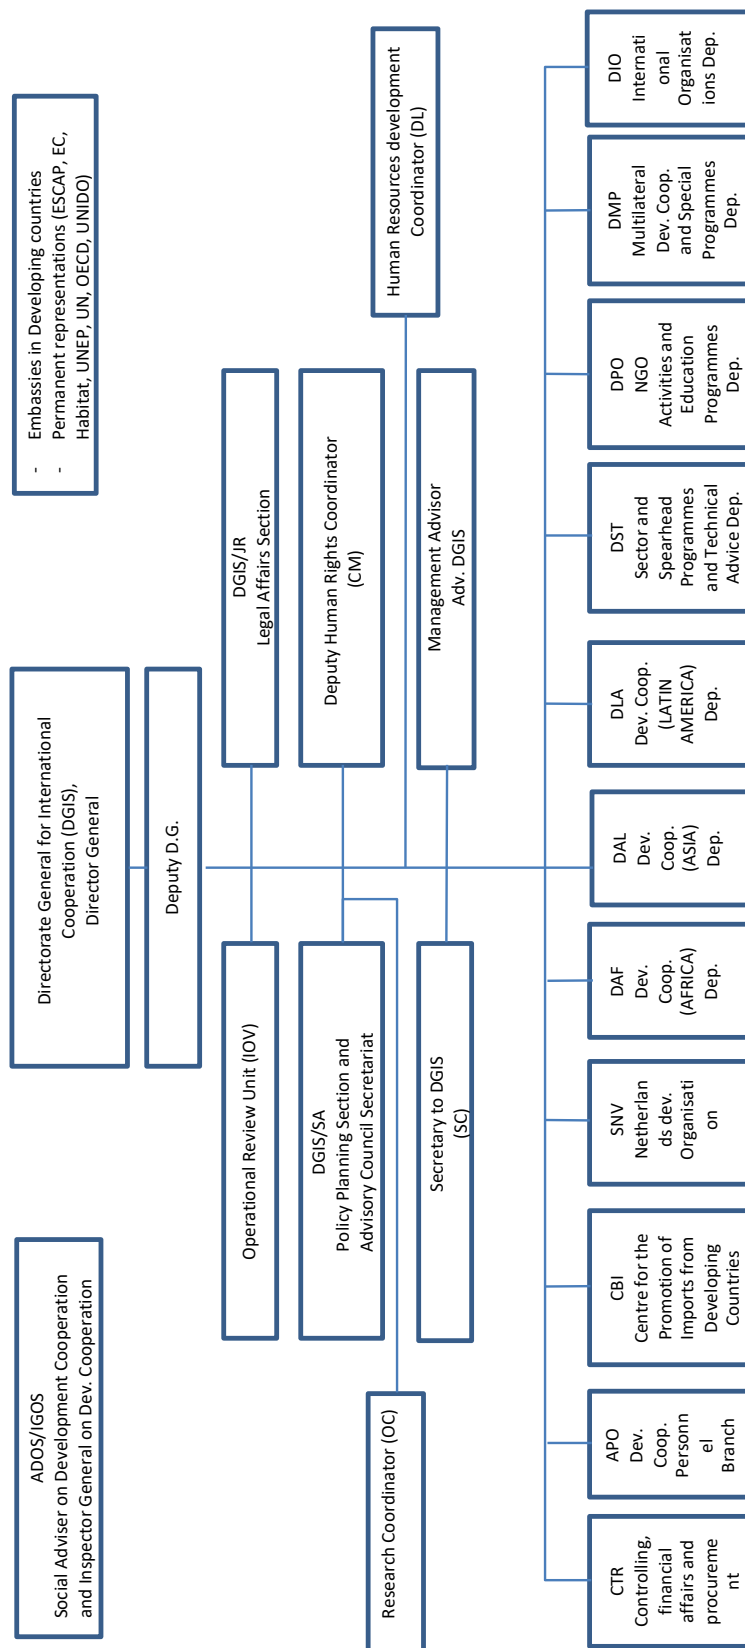 ADOS/IGOS
Social Adviser on Development Cooperation
and Inspector General on Dev. Cooperation
Directorate General for International
Cooperation (DGIS),
Director General
- Embassies in Developing countries
- Permanent representations (ESCAP, EC,
Habitat, UNEP, UN, OECD, UNIDO)
Deputy D.G.
Operational Review Unit (IOV)
DGIS/JR
Legal Affairs Section
DGIS/SA
Policy Planning Section and
Advisory Council Secretariat
Deputy Human Rights Coordinator
(CM)
Research Coordinator (OC)
Human Resources development
Coordinator (DL)
Secretary to DGIS
(SC)
Management Advisor
Adv. DGIS
CTR
Controlling,
financial
affairs and
procureme
nt
APO
Dev.
Coop.
Personn
el
Branch
CBI
Centre for the
Promotion of
Imports from
Developing
Countries
SNV
Netherlan
ds dev.
Organisati
on
DAF
Dev.
Coop.
(AFRICA)
Dep.
DAL
Dev.
Coop.
(ASIA)
Dep.
DLA
Dev. Coop.
(LATIN
AMERICA)
Dep.
DST
Sector and
Spearhead
Programmes
and Technical
Advice Dep.
DPO
NGO
Activities and
Education
Programmes
Dep.
DMP
Multilateral
Dev. Coop.
and Special
Programmes
Dep.
DIO
Internati
onal
Organisat
ions Dep.